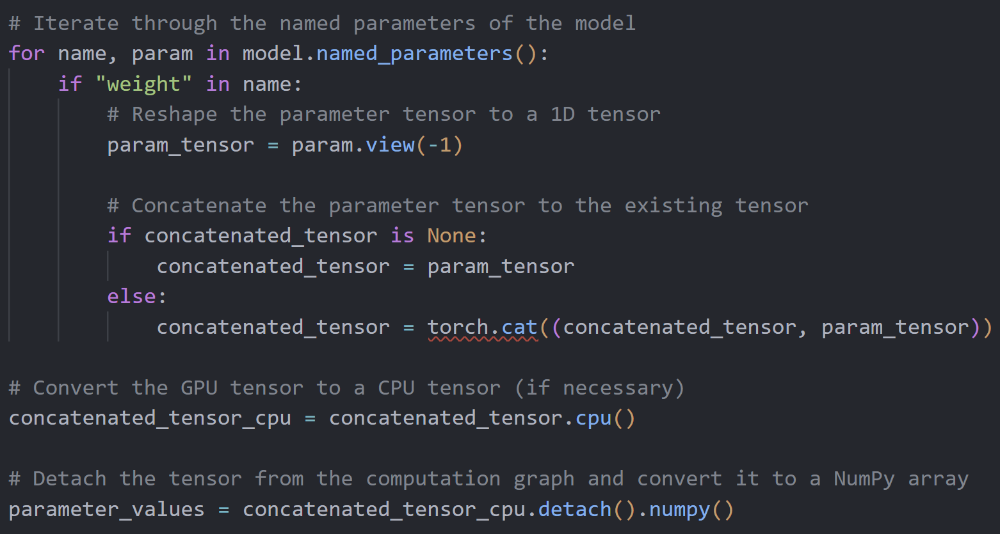 # Iterate through the named parameters of the model
for name, param in model.named_parameters():
    if "weight" in name:
        # Reshape the parameter tensor to a 1D tensor
        param_tensor = param.view(-1)

        # Concatenate the parameter tensor to the existing tensor
        if concatenated_tensor is None:
            concatenated_tensor = param_tensor
        else:
            concatenated_tensor = torch.cat((concatenated_tensor, param_tensor))

# Convert the GPU tensor to a CPU tensor (if necessary)
concatenated_tensor_cpu = concatenated_tensor.cpu()

# Detach the tensor from the computation graph and convert it to a NumPy array
parameter_values = concatenated_tensor_cpu.detach().numpy()